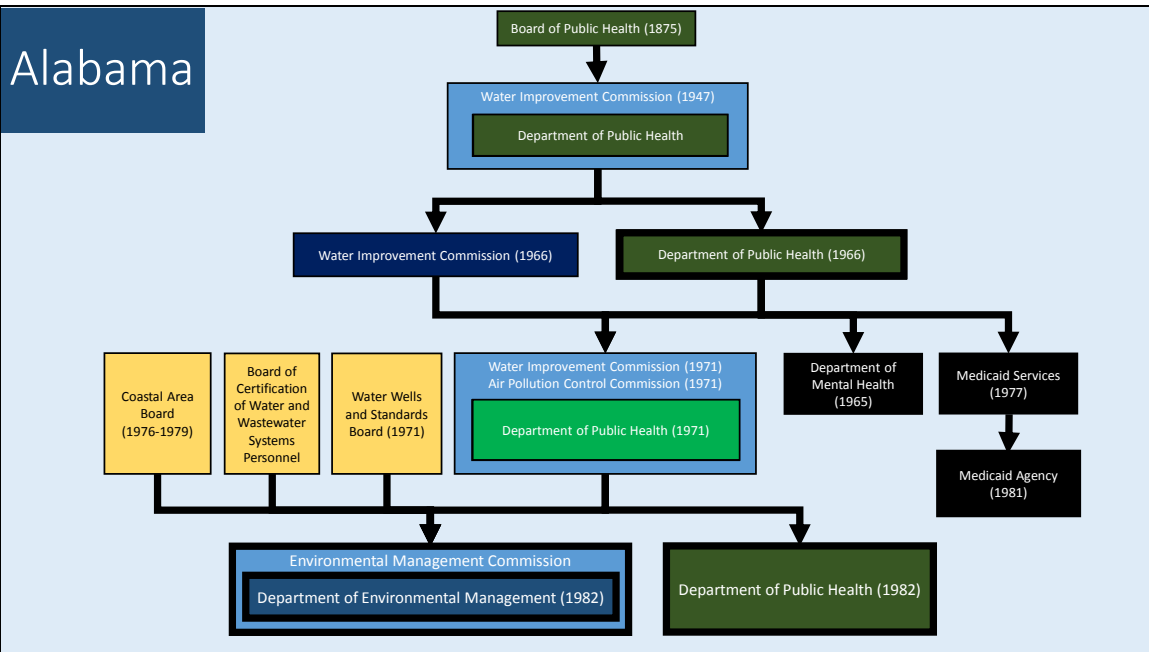 Alabama
Board of Public Health (1875)
Water Improvement Commission (1947)
Department of Public Health
Water Improvement Commission (1966)
Department of Public Health (1966)
Coastal Area
Board
(1976-1979)
Board of
Certification
of Water and
Wastewater
Systems
Personnel
Water Wells
and Standards
Board (1971)
Water Improvement Commission (1971)
Air Pollution Control Commission (1971)
Department of Public Health (1971)
Department of
Mental Health
(1965)
Medicaid Services
(1977)
Medicaid Agency
(1981)
Environmental Management Commission
Department of Environmental Management (1982)
Department of Public Health (1982)